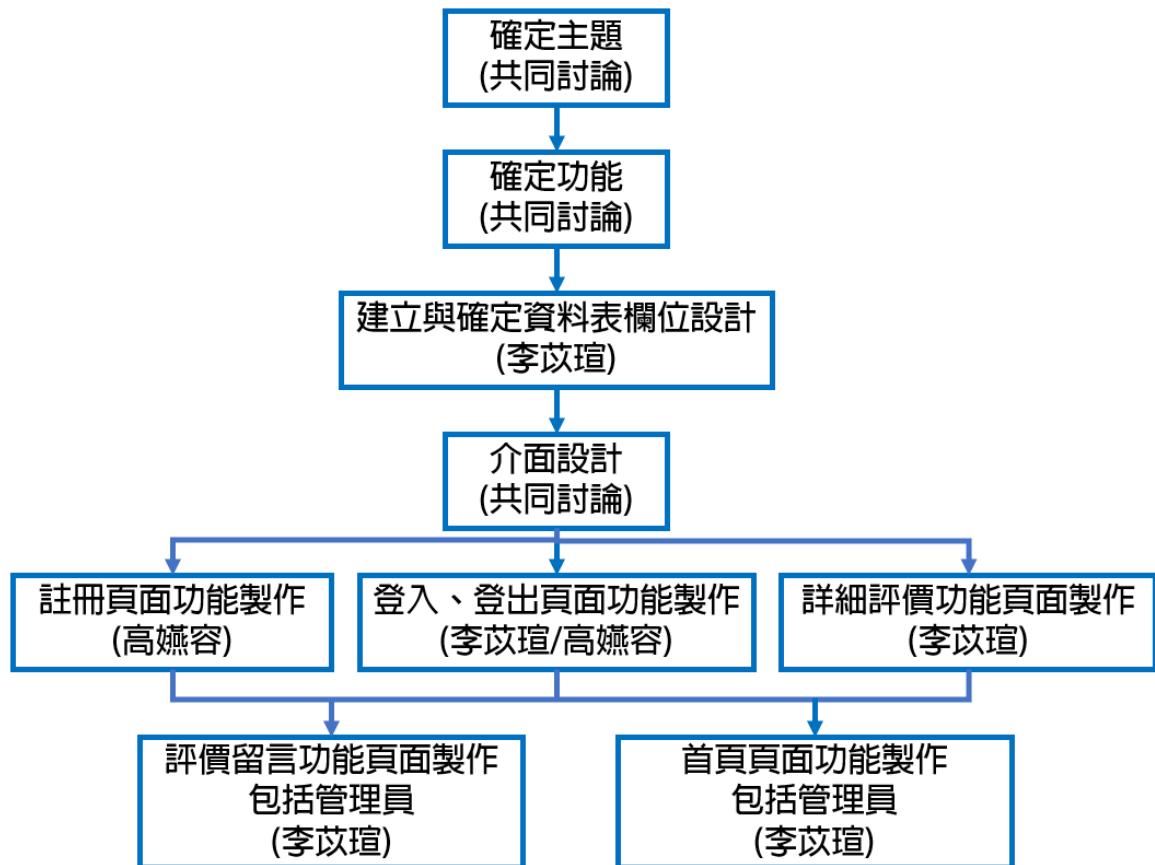 確定主題
(共同討論)
確定功能
(共同討論)
建立與確定資料表欄位設計
(李苡瑄)
介面設計
(共同討論)
註冊頁面功能製作
(高嬿容)
登入、登出頁面功能製作
(李苡瑄/高嬿容)
詳細評價功能頁面製作
(李苡瑄)
評價留言功能頁面製作
包括管理員
(李苡瑄)
首頁頁面功能製作
包括管理員
(李苡瑄)